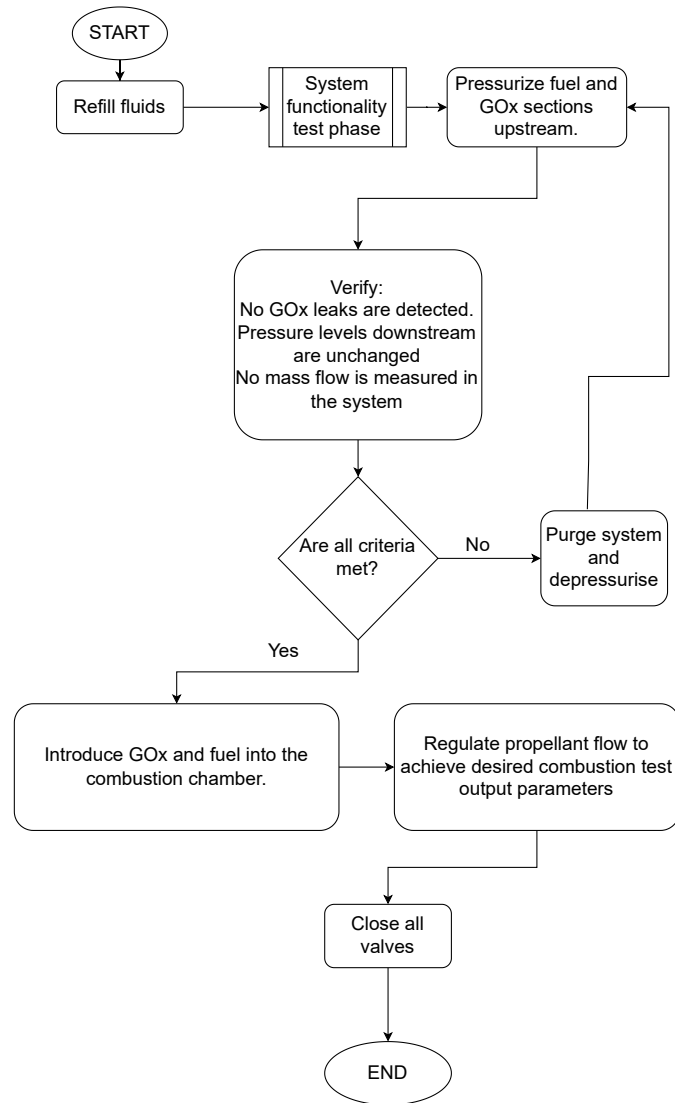 START
Refill fluids
System
functionality
test phase
Pressurize fuel and
GOx sections
upstream.
Verify:
No GOx leaks are detected.
Pressure levels downstream
are unchanged
No mass flow is measured in
the system
Are all criteria
met?
No
Purge system
and
depressurise
Yes
Introduce GOx and fuel into the
combustion chamber.
Regulate propellant flow to
achieve desired combustion test
output parameters
Close all
valves
END